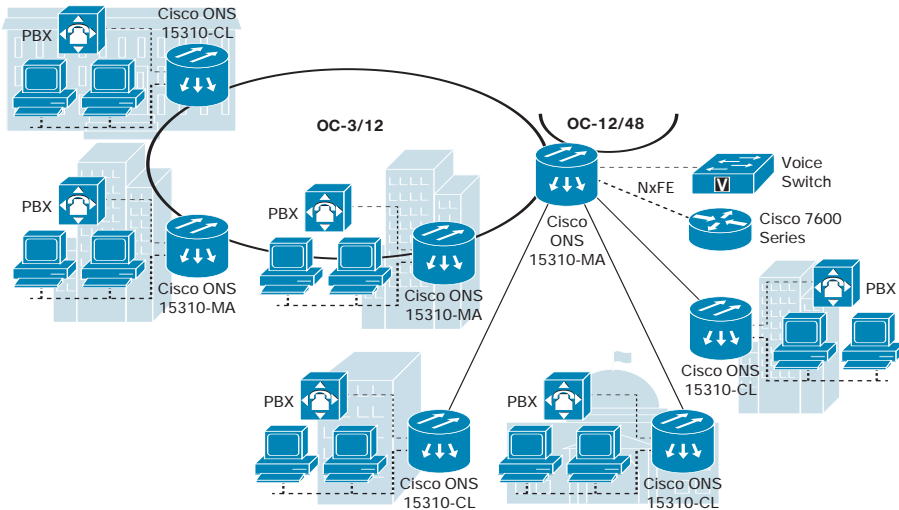 Cisco ONS
15310-CL
PBX
OC-3/12
OC-12/48
Voice
Switch
V
NxFE
Cisco 7600
Series
Cisco
ONS
15310-MA
PBX
Cisco ONS
15310-MA
PBX
Cisco ONS
15310-MA
PBX
Cisco ONS
15310-CL
PBX
Cisco ONS
15310-CL
PBX
Cisco ONS
15310-CL